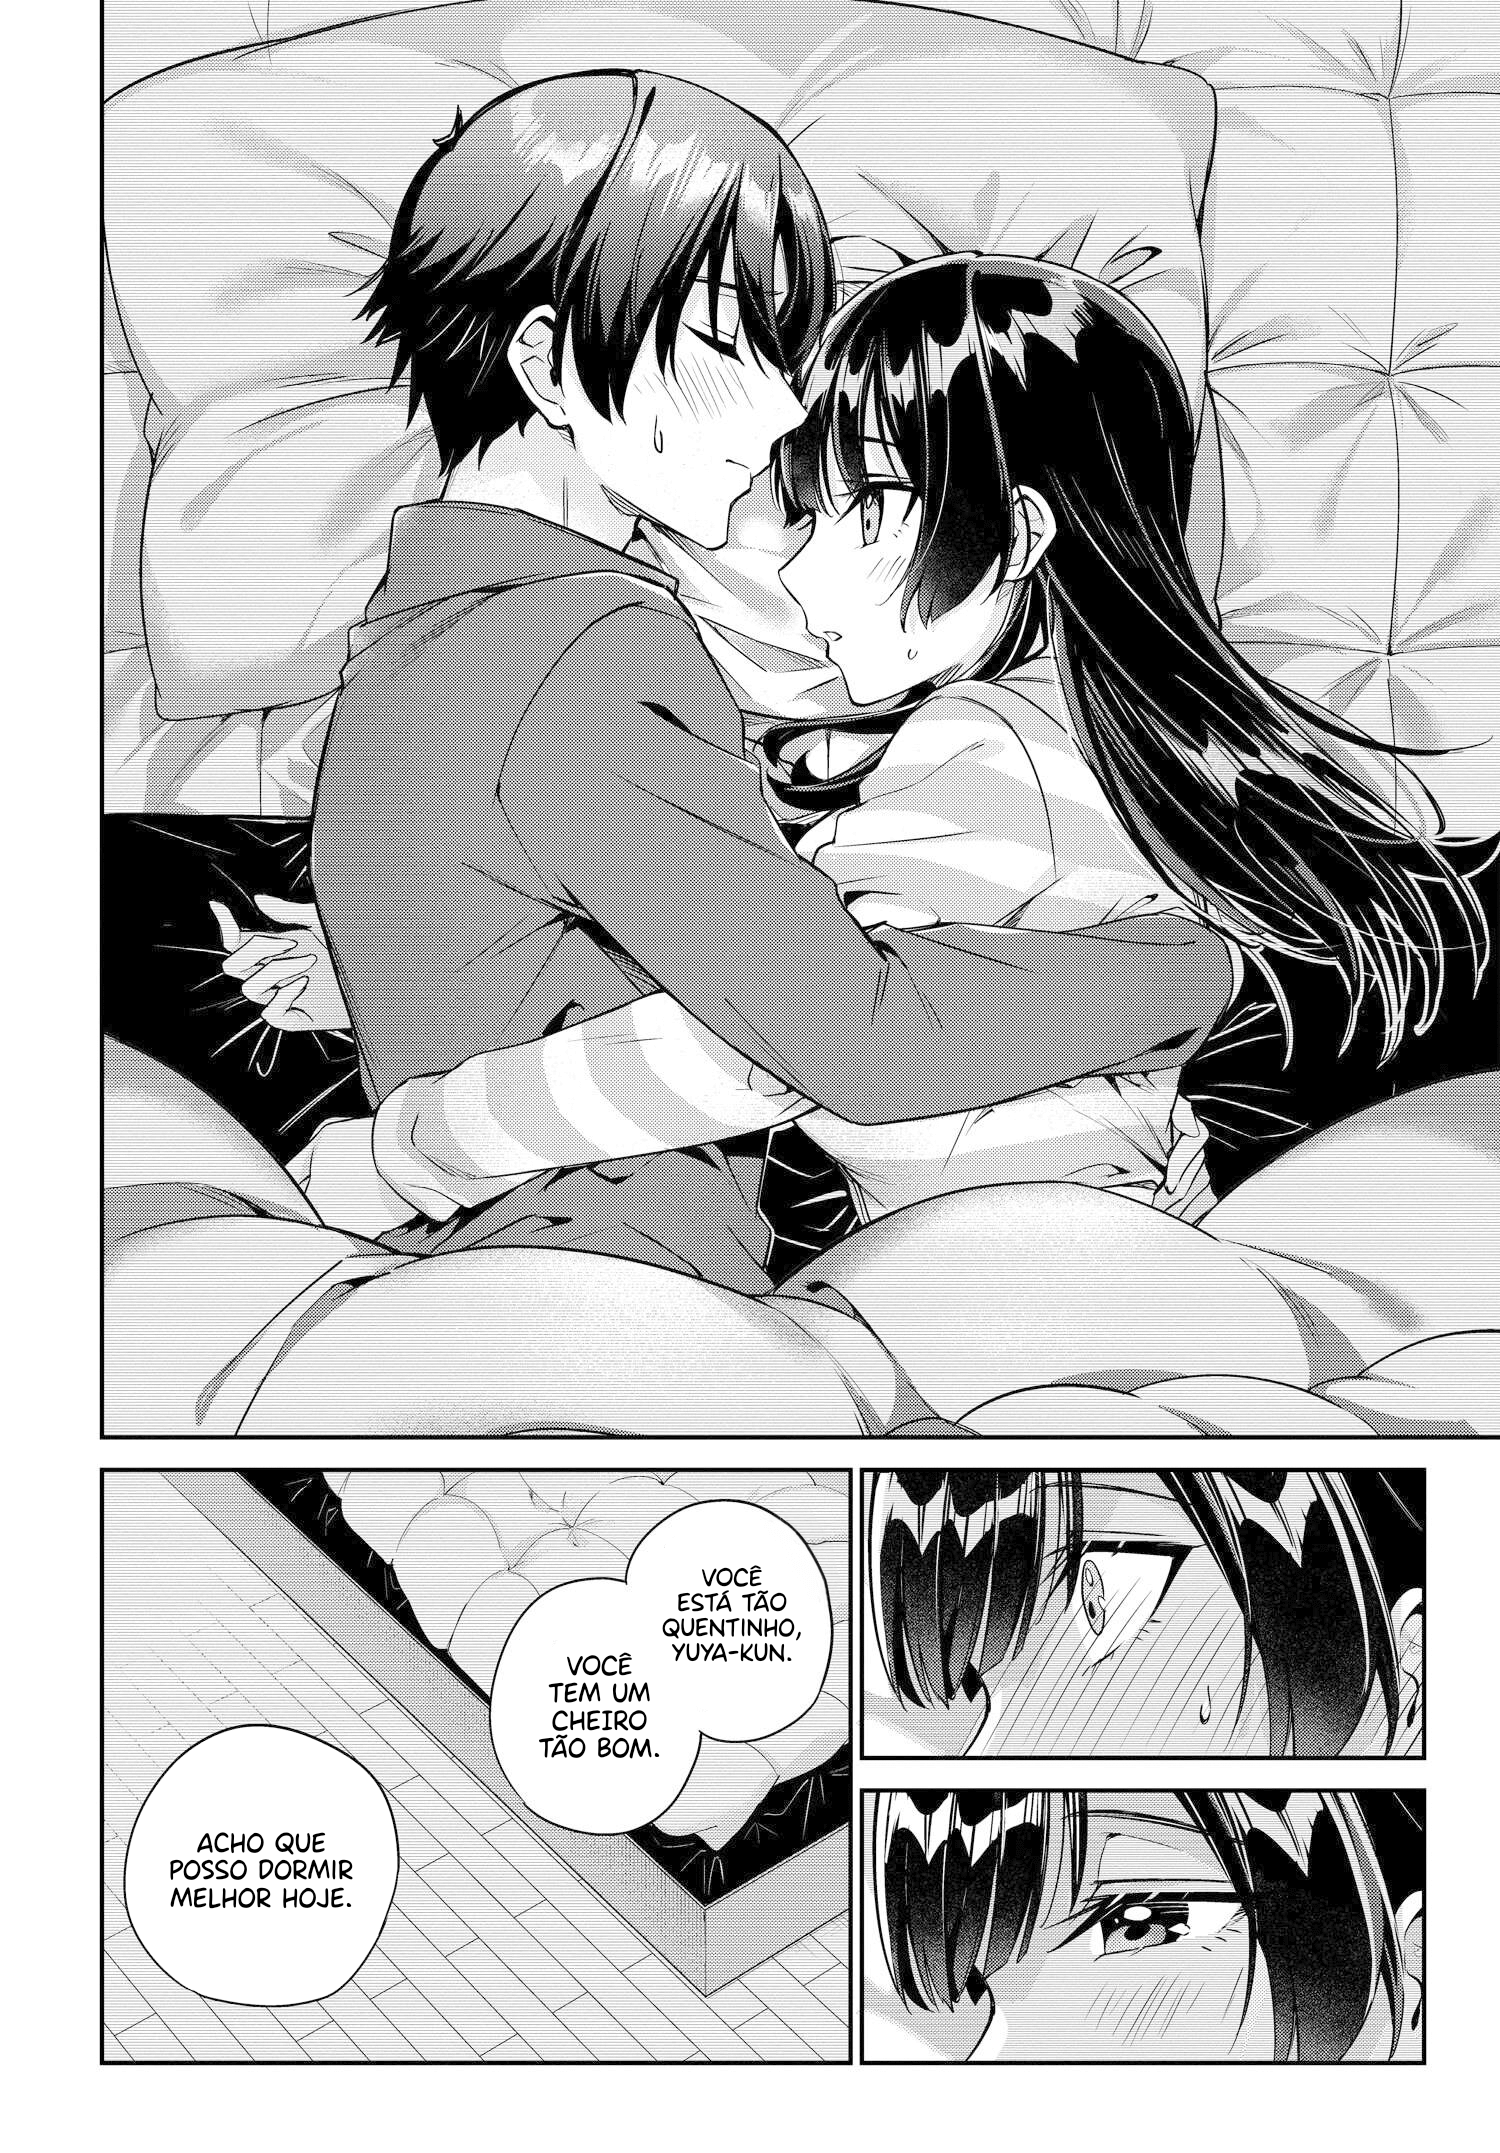 VOCÊ
ESTÁ TÃO
QUENTINHO,
YUYA-KUN.
VOCÊ
TEM UM
CHEIRO
TÃO BOM.
ACHO QUE
POSSO DORMIR
MELHOR HOJE.